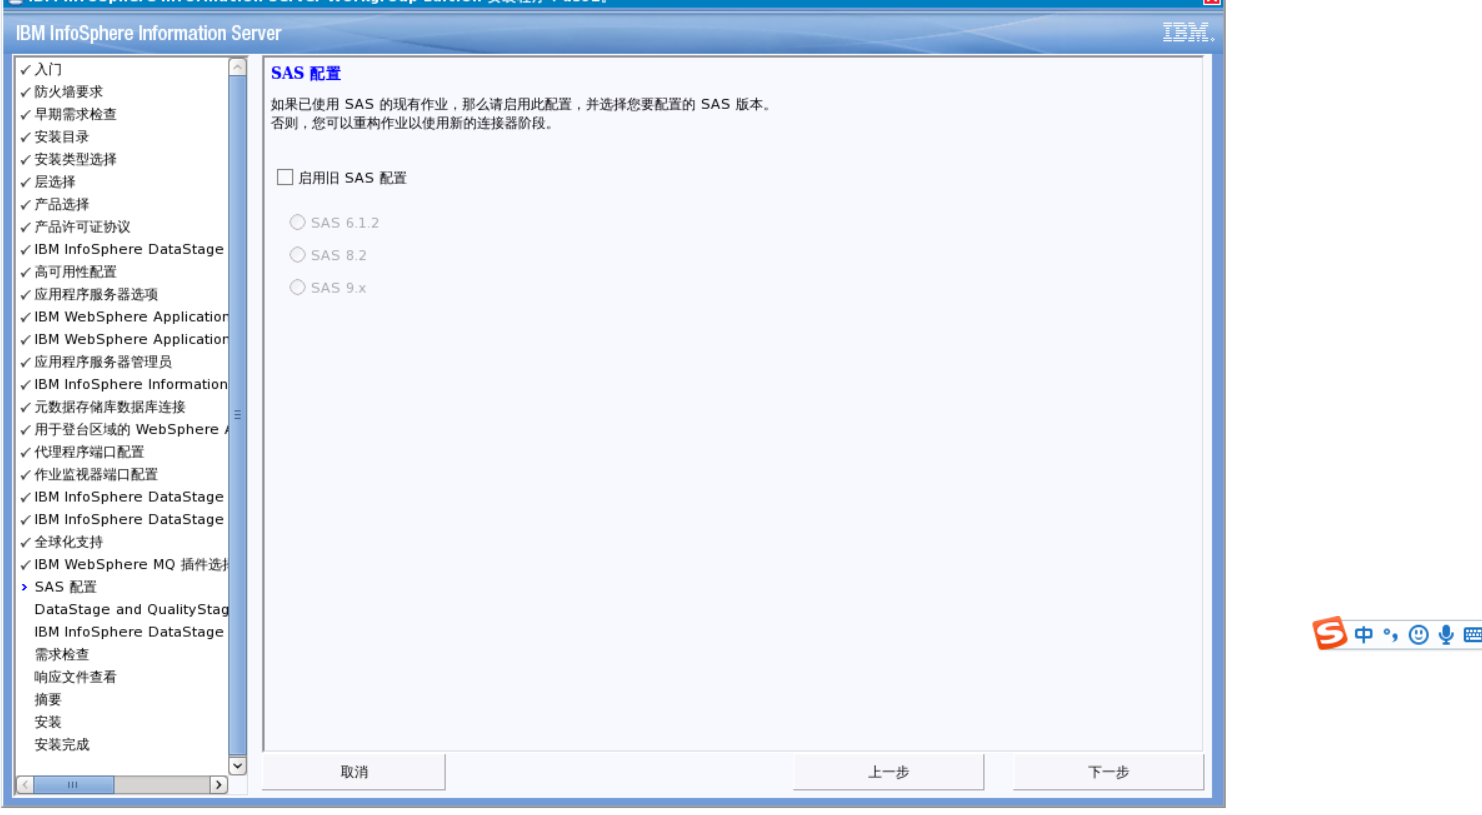 IBM InfoSphere Information Server
IBM.
入门
防火墙要求
早期需求检查
安装目录
安装类型选择
层选择
产品选择
产品许可证协议
IBM InfoSphere DataStage
高可用性配置
应用程序服务器选项
IBM WebSphere Application
IBM WebSphere Application
应用程序服务器管理员
IBM InfoSphere Information
元数据存储库数据库连接
用于登台区域的 WebSphere
代理程序端口配置
作业监视器端口配置
IBM InfoSphere DataStage
IBM InfoSphere DataStage
全球化支持
IBM WebSphere MQ 插件选择
SAS 配置
DataStage and QualityStag
IBM InfoSphere DataStage
需求检查
响应文件查看
摘要
安装
安装完成
SAS 配置
如果已使用 SAS 的现有作业，那么请启用此配置，并选择您要配置的 SAS 版本。
否则，您可以重构作业以使用新的连接器阶段。
启用旧 SAS 配置
SAS 6.1.2
SAS 8.2
SAS 9.x
取消
上一步
下一步
中